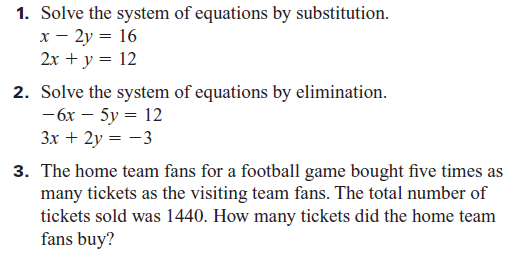 1. Solve the system of equations by substitution.
x − 2y = 16
2x + y = 12
2. Solve the system of equations by elimination.
−6x − 5y = 12
3x + 2y = −3
3. The home team fans for a football game bought five times as
many tickets as the visiting team fans. The total number of
tickets sold was 1440. How many tickets did the home team
fans buy?